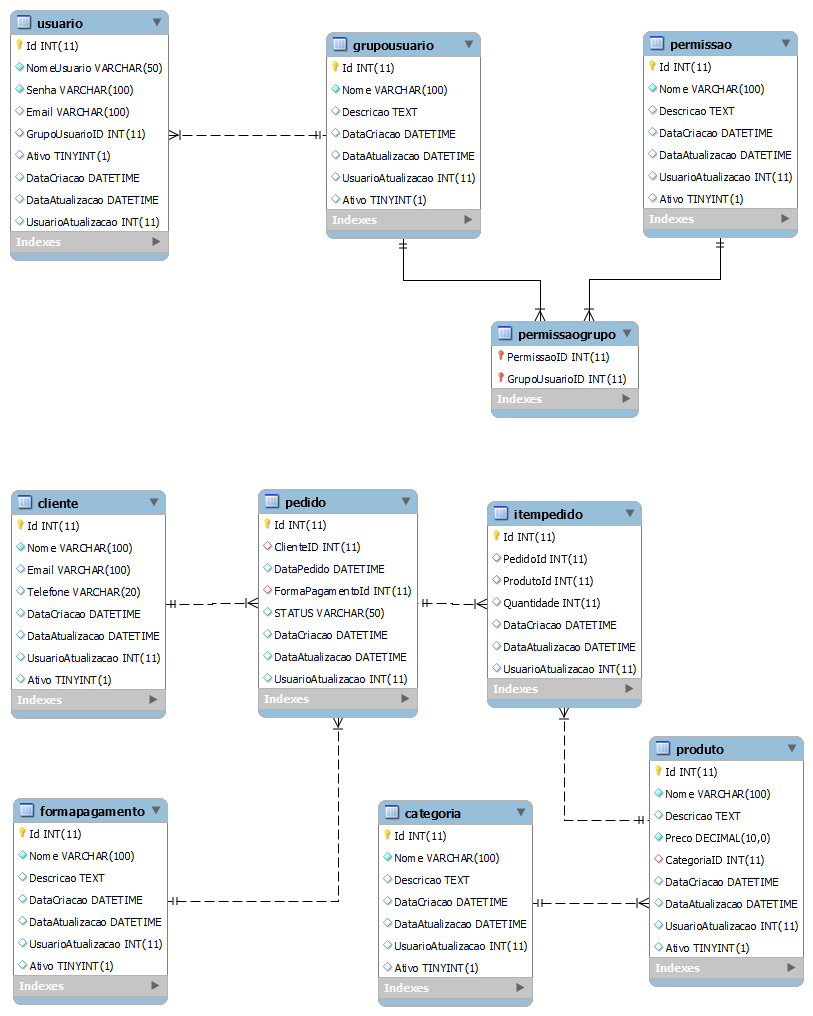 usuario
Id INT(11)
NomeUsuario VARCHAR(50)
Senha VARCHAR(100)
Email VARCHAR(100)
GrupoUsuarioID INT(11)
Ativo TINYINT(1)
DataCriacao DATETIME
DataAtualizacao DATETIME
UsuarioAtualizacao INT(11)
Indexes
grupousuario
Id INT(11)
Nome VARCHAR(100)
Descricao TEXT
DataCriacao DATETIME
DataAtualizacao DATETIME
UsuarioAtualizacao INT(11)
Ativo TINYINT(1)
Indexes
permissao
Id INT(11)
Nome VARCHAR(100)
Descricao TEXT
DataCriacao DATETIME
DataAtualizacao DATETIME
UsuarioAtualizacao INT(11)
Ativo TINYINT(1)
Indexes
permissaogrupo
PermissaoID INT(11)
GrupoUsuarioID INT(11)
Indexes
cliente
Id INT(11)
Nome VARCHAR(100)
Email VARCHAR(100)
Telefone VARCHAR(20)
DataCriacao DATETIME
DataAtualizacao DATETIME
UsuarioAtualizacao INT(11)
Ativo TINYINT(1)
Indexes
pedido
Id INT(11)
ClienteID INT(11)
DataPedido DATETIME
FormaPagamentoId INT(11)
STATUS VARCHAR(50)
DataCriacao DATETIME
DataAtualizacao DATETIME
UsuarioAtualizacao INT(11)
Indexes
itempedido
Id INT(11)
PedidoId INT(11)
ProdutoId INT(11)
Quantidade INT(11)
DataCriacao DATETIME
DataAtualizacao DATETIME
UsuarioAtualizacao INT(11)
Indexes
formapagamento
Id INT(11)
Nome VARCHAR(100)
Descricao TEXT
DataCriacao DATETIME
DataAtualizacao DATETIME
UsuarioAtualizacao INT(11)
Ativo TINYINT(1)
Indexes
categoria
Id INT(11)
Nome VARCHAR(100)
Descricao TEXT
DataCriacao DATETIME
DataAtualizacao DATETIME
UsuarioAtualizacao INT(11)
Ativo TINYINT(1)
Indexes
produto
Id INT(11)
Nome VARCHAR(100)
Descricao TEXT
Preco DECIMAL(10,0)
CategoriaID INT(11)
DataCriacao DATETIME
DataAtualizacao DATETIME
UsuarioAtualizacao INT(11)
Ativo TINYINT(1)
Indexes